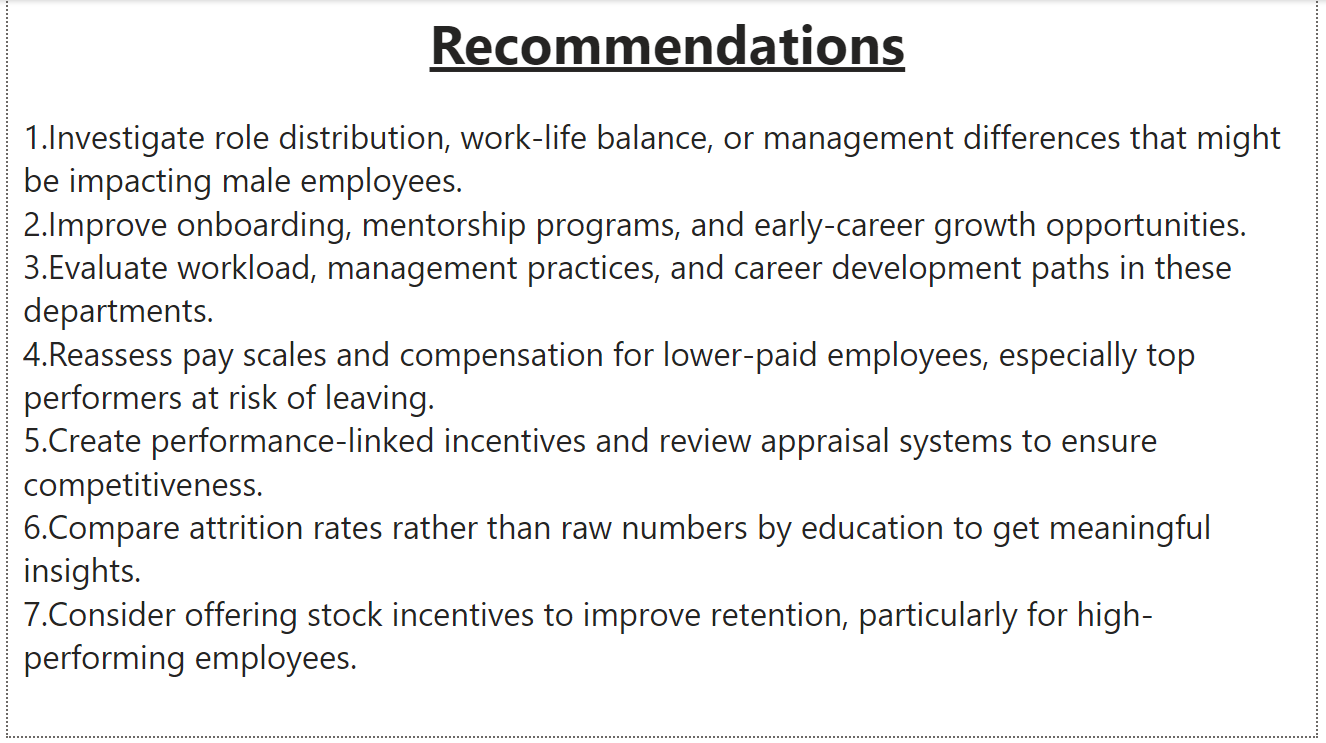 Recommendations
1.Investigate role distribution, work-life balance, or management differences that might
be impacting male employees.
2.Improve onboarding, mentorship programs, and early-career growth opportunities.
3.Evaluate workload, management practices, and career development paths in these
departments.
4.Reassess pay scales and compensation for lower-paid employees, especially top
performers at risk of leaving.
5.Create performance-linked incentives and review appraisal systems to ensure
competitiveness.
6.Compare attrition rates rather than raw numbers by education to get meaningful
insights.
7.Consider offering stock incentives to improve retention, particularly for high-
performing employees.